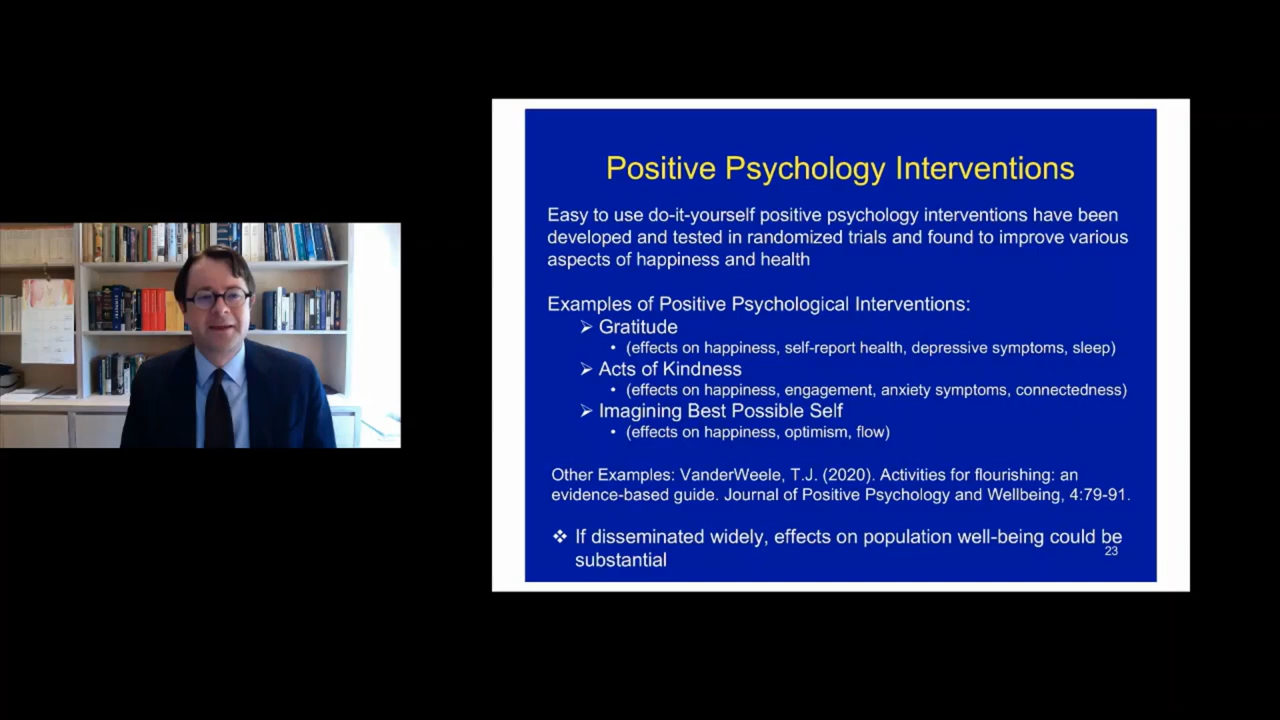 Positive Psychology Interventions
Easy to use do-it-yourself positive psychology interventions have been
developed and tested in randomized trials and found to improve various
aspects of happiness and health
Examples of Positive Psychological Interventions:
➢ Gratitude
• (effects on happiness, self-report health, depressive symptoms, sleep)
➢ Acts of Kindness
• (effects on happiness, engagement, anxiety symptoms, connectedness)
➢ Imagining Best Possible Self
• (effects on happiness, optimism, flow)
Other Examples: VanderWeele, T.J. (2020). Activities for flourishing: an
evidence-based guide. Journal of Positive Psychology and Wellbeing, 4:79-91.
❖ If disseminated widely, effects on population well-being could be
substantial
23